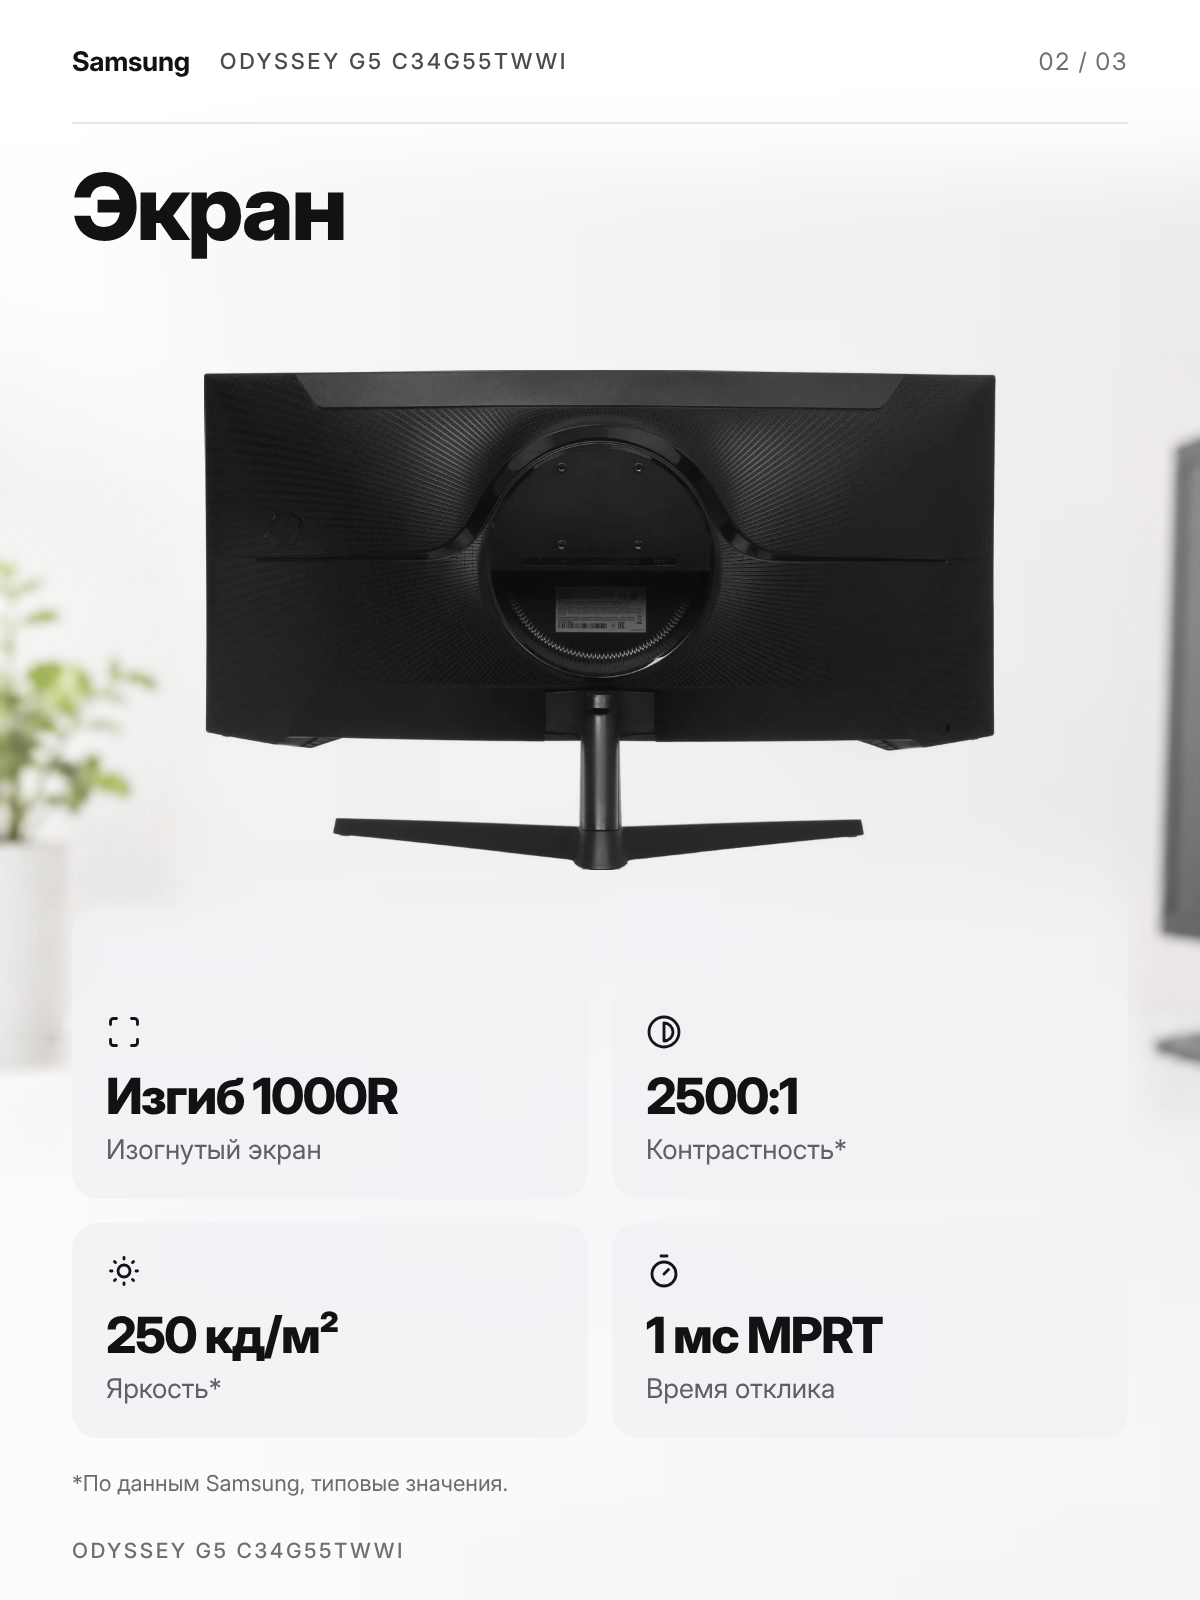 Samsung ODYSSEY G5 C34G55TWWI 02 / 03
Экран
Изгиб 1000R
Изогнутый экран
2500:1
Контрастность*
250 кд/м²
Яркость*
1 мс MPRT
Время отклика
*По данным Samsung, типовые значения.
ODYSSEY G5 C34G55TWWI